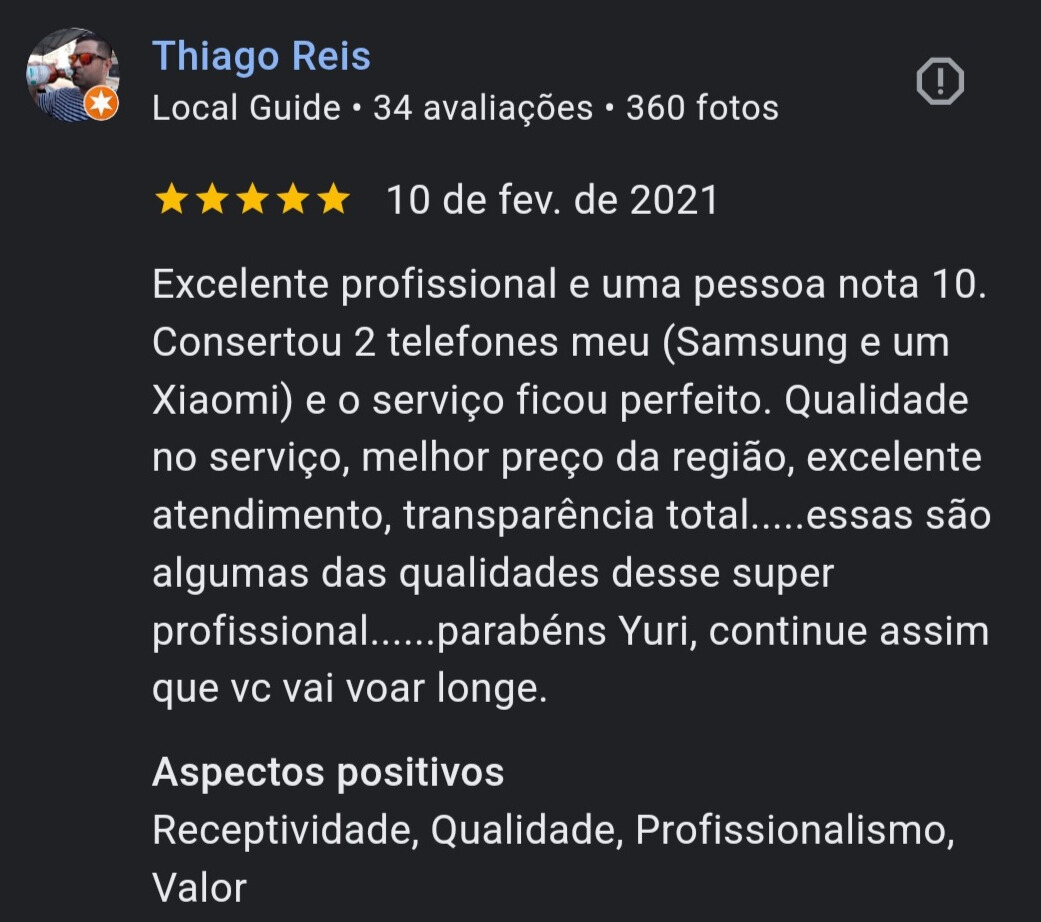 Thiago Reis
Local Guide • 34 avaliações • 360 fotos
10 de fev. de 2021
Excelente profissional e uma pessoa nota 10.
Consertou 2 telefones meu (Samsung e um
Xiaomi) e o serviço ficou perfeito. Qualidade
no serviço, melhor preço da região, excelente
atendimento, transparência total.....essas são
algumas das qualidades desse super
profissional......parabéns Yuri, continue assim
que vc vai voar longe.
Aspectos positivos
Receptividade, Qualidade, Profissionalismo,
Valor